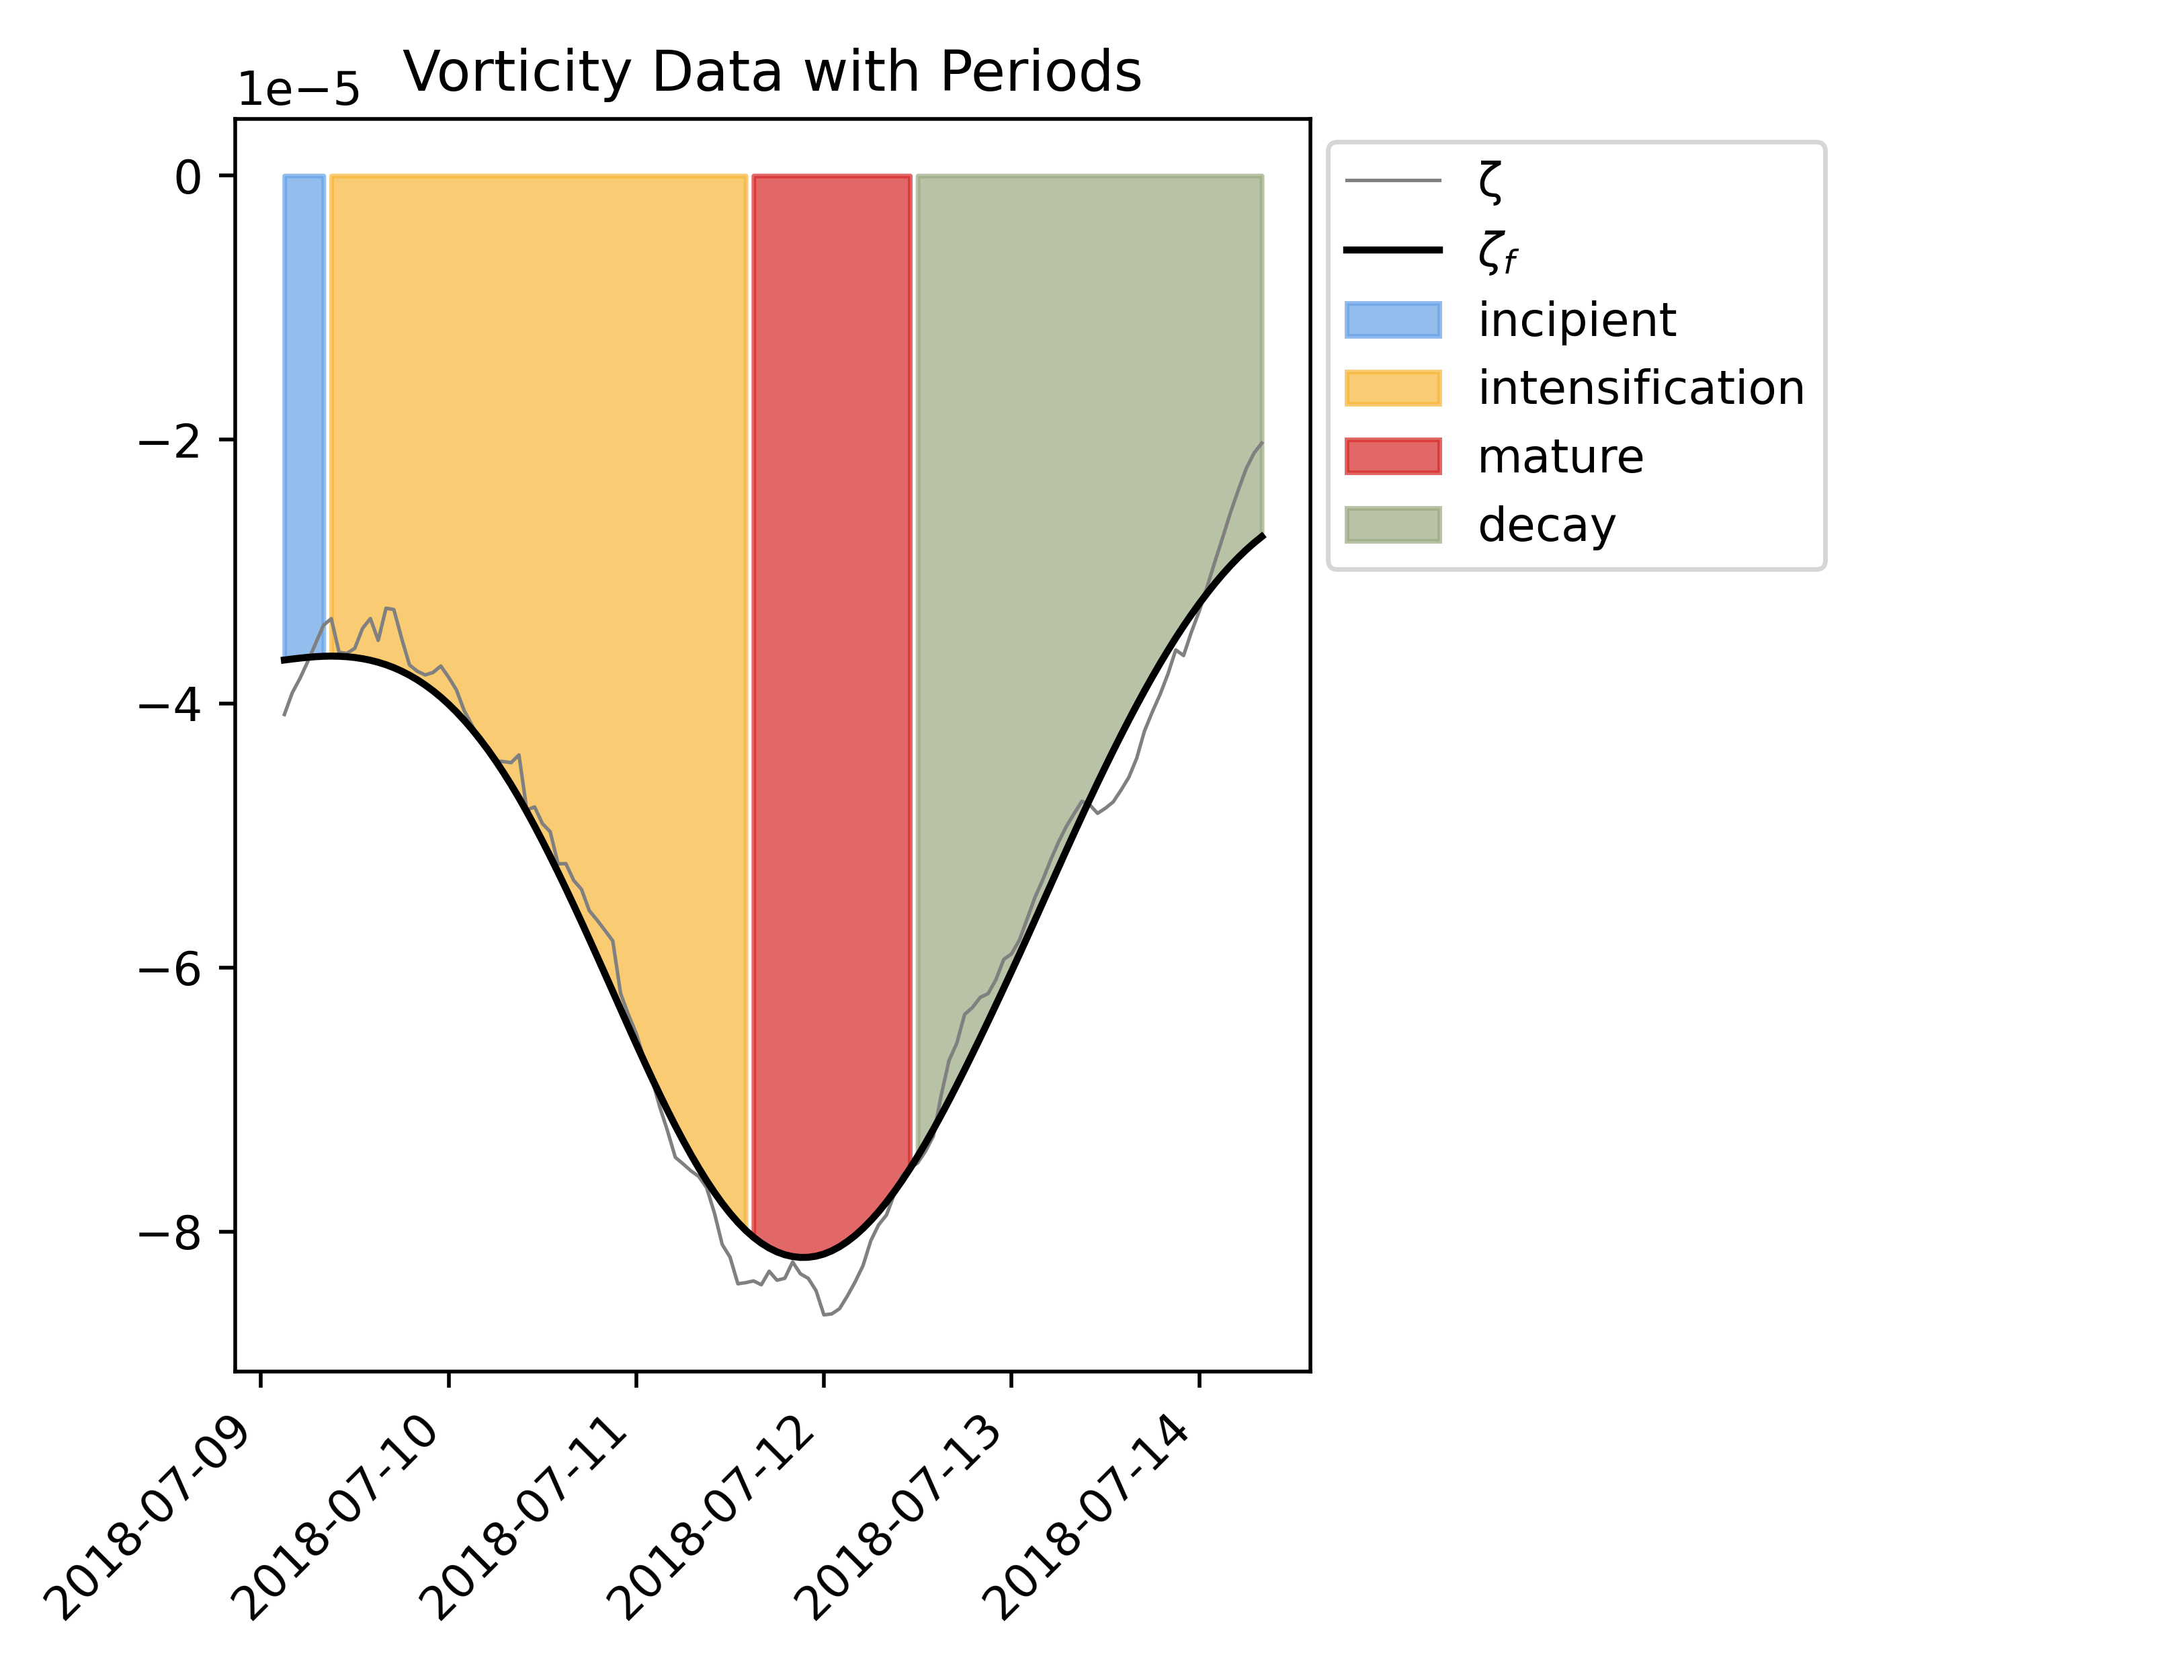 Vorticity Data with Periods
1e−5
0
−2
−4
−6
−8
2018-07-09
2018-07-10
2018-07-11
2018-07-12
2018-07-13
2018-07-14
ζ
ζf
incipient
intensification
mature
decay